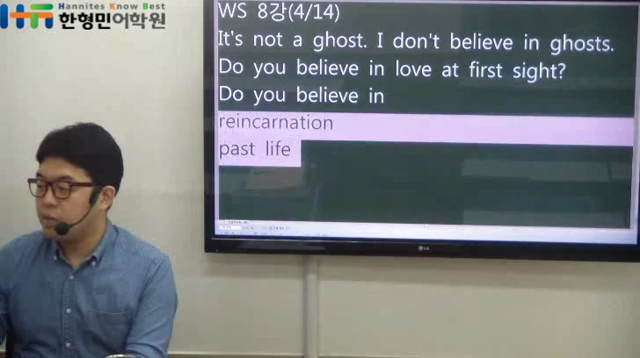 Hannites Know Best
한형민어학원
WS 8강(4/14)
It's not a ghost. I don't believe in ghosts.
Do you believe in love at first sight?
Do you believe in
reincarnation
past life
LG